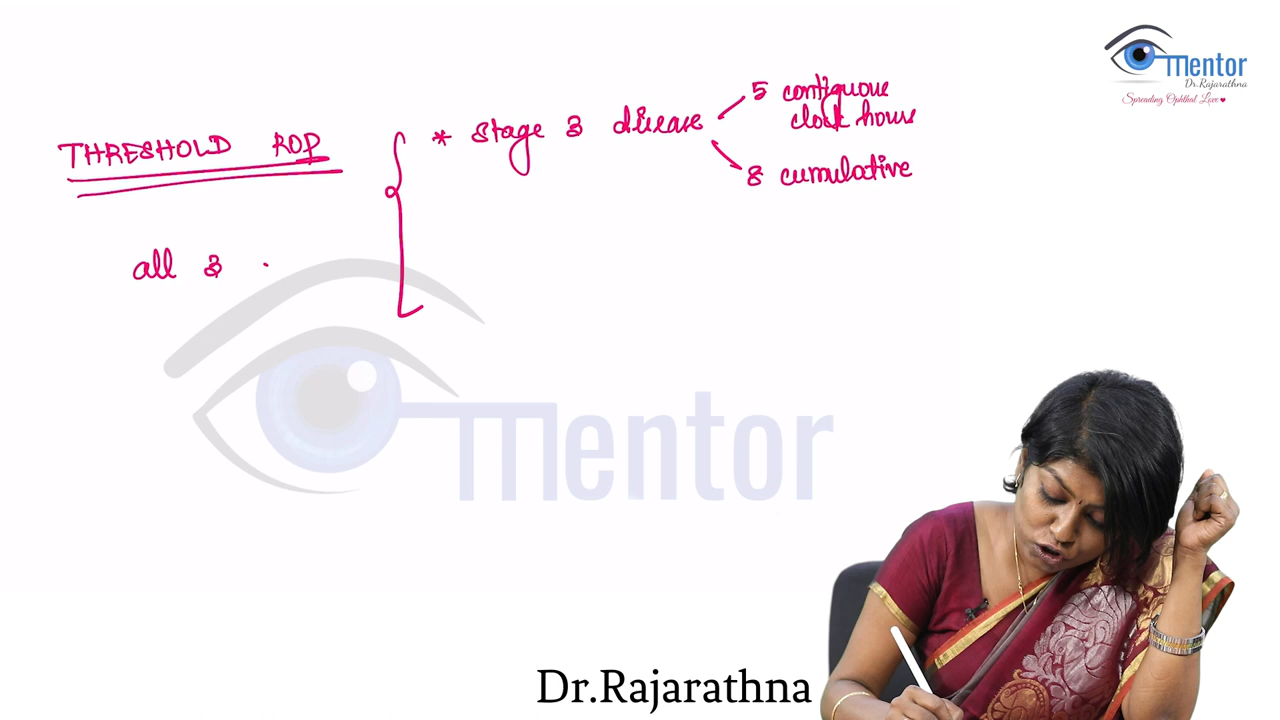 mentor
Dr.Rajarathna
Spreading Ophthal Love
THRESHOLD ROP
* Stage 3 disease
5 contiguous
clock hours
8 cumulative
all 3
mentor
Dr.Rajarathna